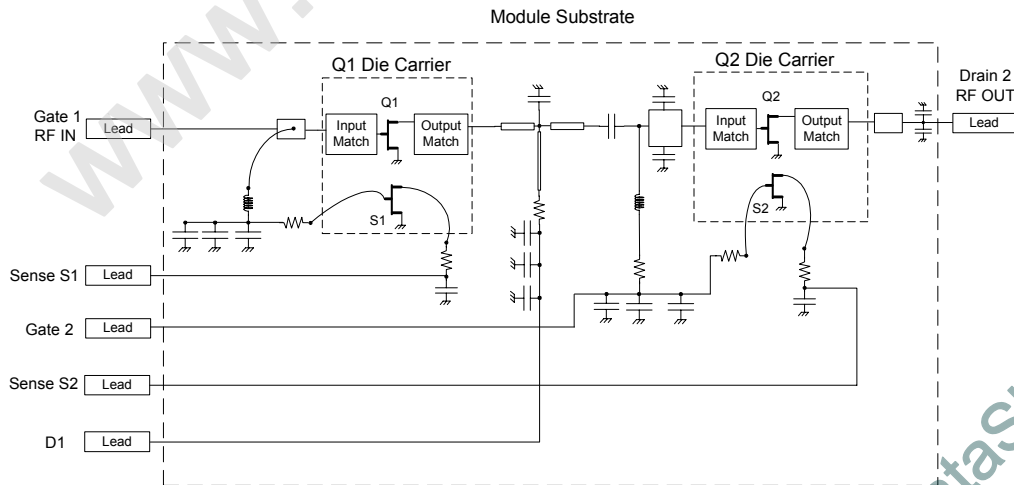 Module Substrate
Q1 Die Carrier
Q2 Die Carrier
Drain 2
RF OUT
Lead
Gate 1
RF IN
Lead
Input
Match
Q1
Output
Match
Input
Match
Q2
Output
Match
S1
S2
Sense S1
Lead
Gate 2
Lead
Sense S2
Lead
D1
Lead
www.
taS